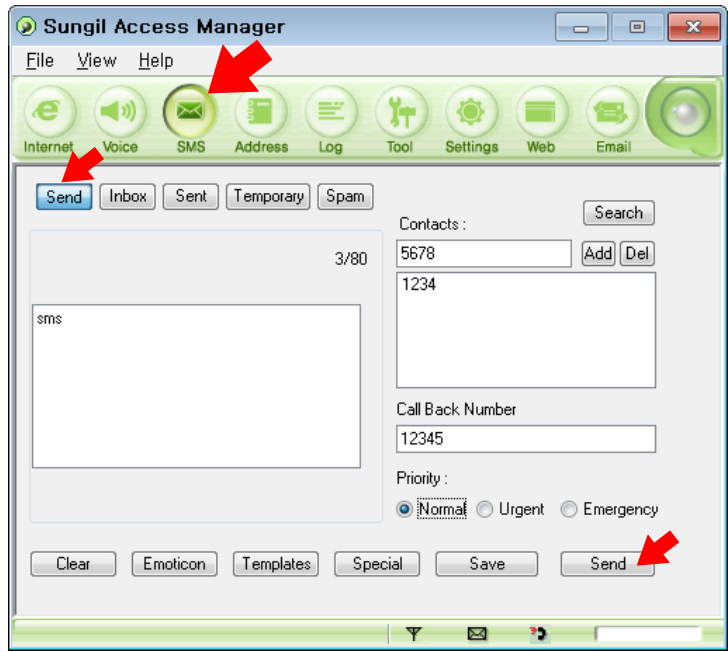 Sungil Access Manager
File View Help
Internet Voice SMS Address Log Tool Settings Web Email
Send Inbox Sent Temporary Spam
Search
Contacts :
3/80
5678 Add Del
1234
sms
Call Back Number
12345
Priority :
Normal Urgent Emergency
Clear Emoticon Templates Special Save Send